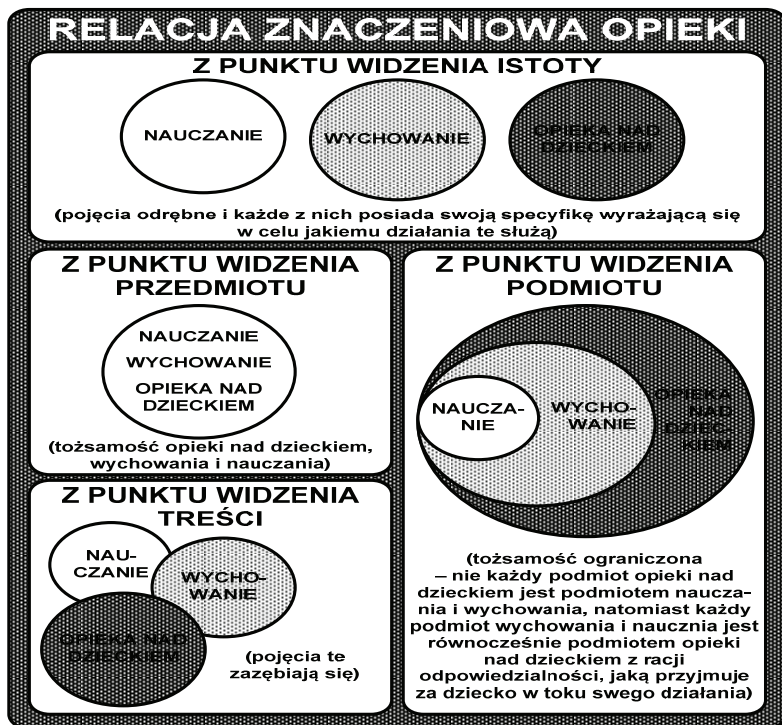 RELACJA ZNACZENIOWA OPIEKI
Z PUNKTU WIDZENIA ISTOTY
NAUCZANIE
WYCHOWANIE
OPIEKA NAD
DZIECKIEM
(pojęcia odrębne i każde z nich posiada swoją specyfikę wyrażającą się
w celu jakiemu działania te służą)
Z PUNKTU WIDZENIA
PRZEDMIOTU
NAUCZANIE
WYCHOWANIE
OPIEKA NAD
DZIECKIEM
(tożsamość opieki nad dzieckiem,
wychowania i nauczania)
Z PUNKTU WIDZENIA
TREŚCI
NAU-
CZANIE
WYCHO-
WANIE
OPIEKA NAD
DZIECKIEM
(pojęcia te
zazębiają się)
Z PUNKTU WIDZENIA
PODMIOTU
NAUCZA-
NIE
WYCHO-
WANIE
OPIEKA
NAD
DZIEC-
KIEM
(tożsamość ograniczona
– nie każdy podmiot opieki nad
dzieckiem jest podmiotem naucza-
nia i wychowania, natomiast każdy
podmiot wychowania i naucznia jest
równocześnie podmiotem opieki
nad dzieckiem z racji
odpowiedzialności, jaką przyjmuje
za dziecko w toku swego działania)